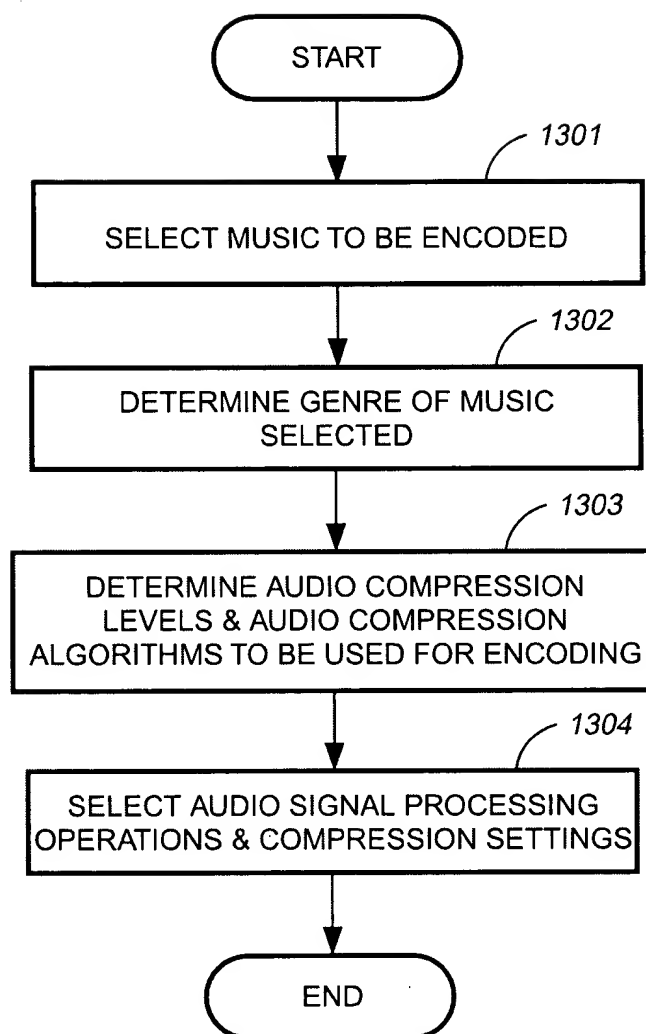 START
1301
SELECT MUSIC TO BE ENCODED
1302
DETERMINE GENRE OF MUSIC
SELECTED
1303
DETERMINE AUDIO COMPRESSION
LEVELS & AUDIO COMPRESSION
ALGORITHMS TO BE USED FOR ENCODING
1304
SELECT AUDIO SIGNAL PROCESSING
OPERATIONS & COMPRESSION SETTINGS
END